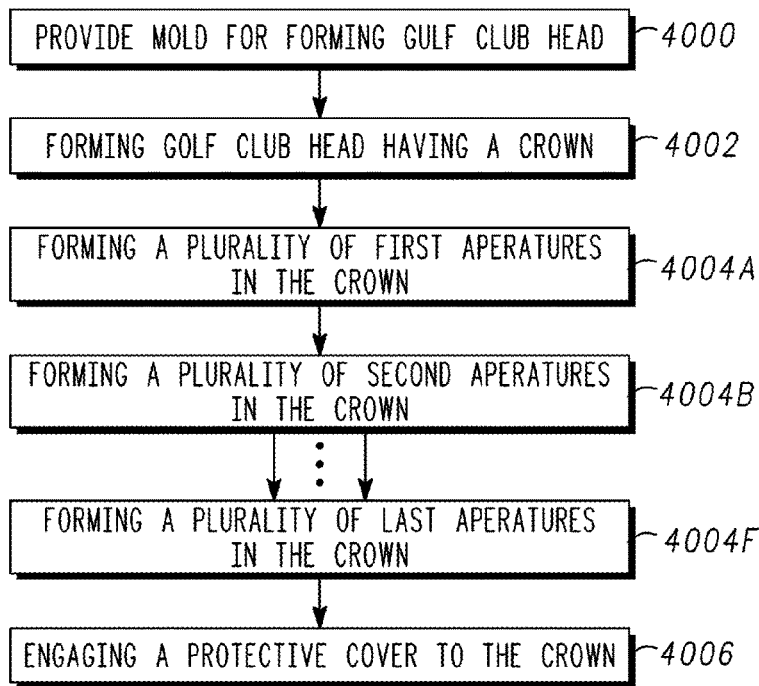 PROVIDE MOLD FOR FORMING GULF CLUB HEAD 4000
FORMING GOLF CLUB HEAD HAVING A CROWN 4002
FORMING A PLURALITY OF FIRST APERATURES
IN THE CROWN 4004A
FORMING A PLURALITY OF SECOND APERATURES
IN THE CROWN 4004B
FORMING A PLURALITY OF LAST APERATURES
IN THE CROWN 4004F
ENGAGING A PROTECTIVE COVER TO THE CROWN 4006